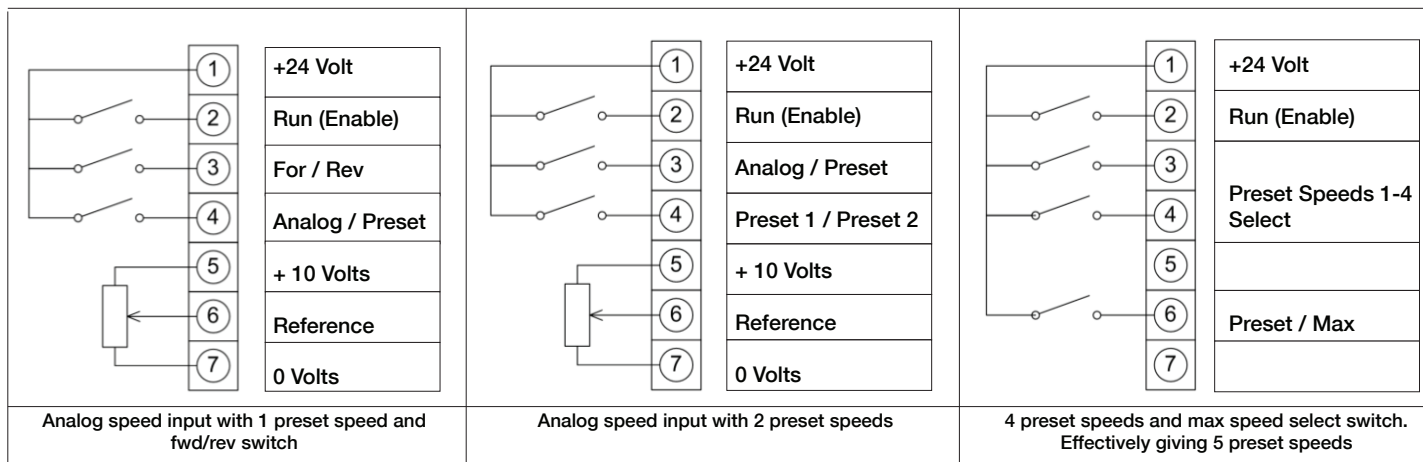 1
+24 Volt
2
Run (Enable)
3
For / Rev
4
Analog / Preset
5
+ 10 Volts
6
Reference
7
0 Volts
Analog speed input with 1 preset speed and
fwd/rev switch
1
+24 Volt
2
Run (Enable)
3
Analog / Preset
4
Preset 1 / Preset 2
5
+ 10 Volts
6
Reference
7
0 Volts
Analog speed input with 2 preset speeds
1
+24 Volt
2
Run (Enable)
3
Preset Speeds 1-4
4
Select
5
6
Preset / Max
7
4 preset speeds and max speed select switch.
Effectively giving 5 preset speeds